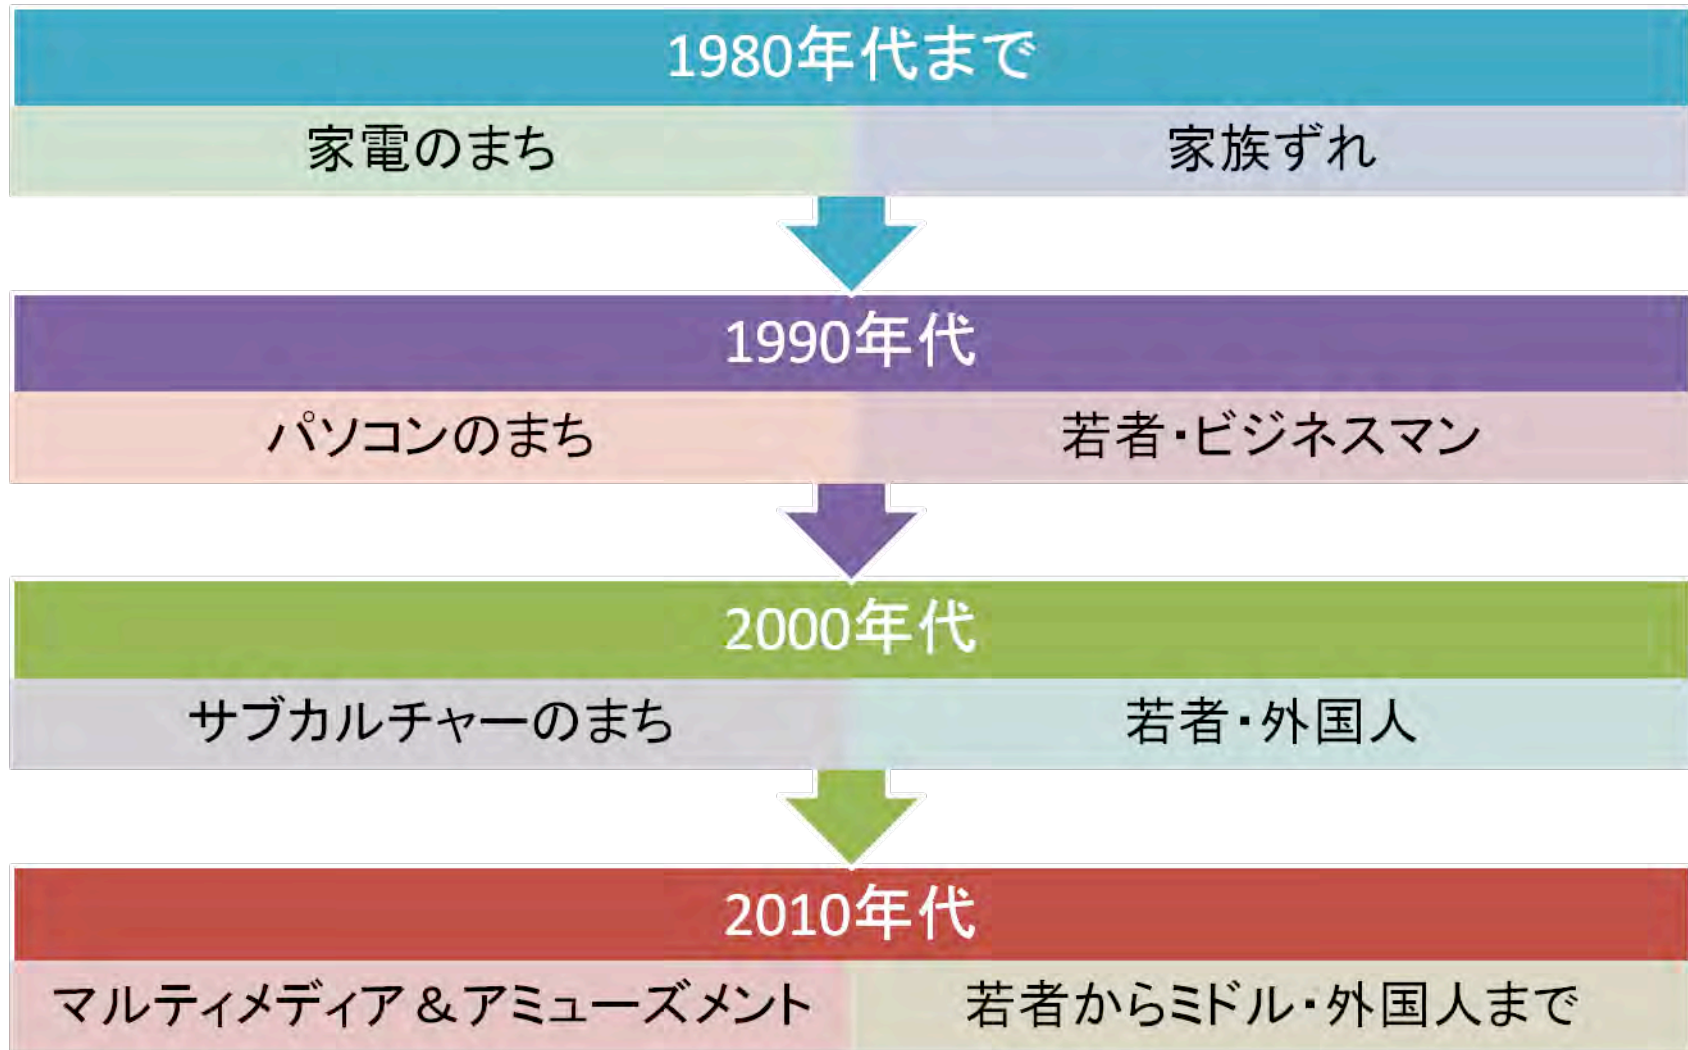 1980年代まで
家電のまち 家族ずれ
1990年代
パソコンのまち 若者・ビジネスマン
2000年代
サブカルチャーのまち 若者・外国人
2010年代
マルティメディア＆アミューズメント 若者からミドル・外国人まで